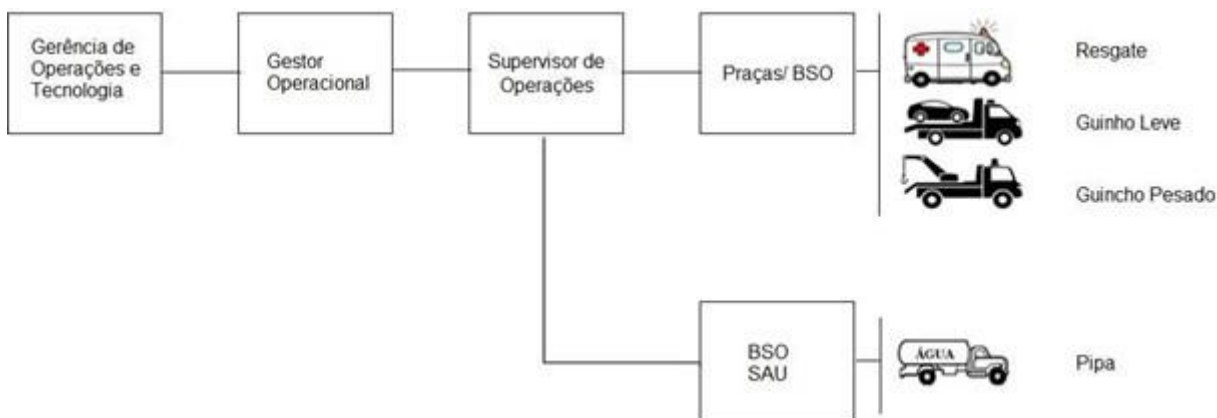 Gerência de
Operações e
Tecnologia
Gestor
Operacional
Supervisor de
Operações
Praças/ BSO
Resgate
Guinho Leve
Guincho Pesado
BSO
SAU
ÁGUA
Pipa